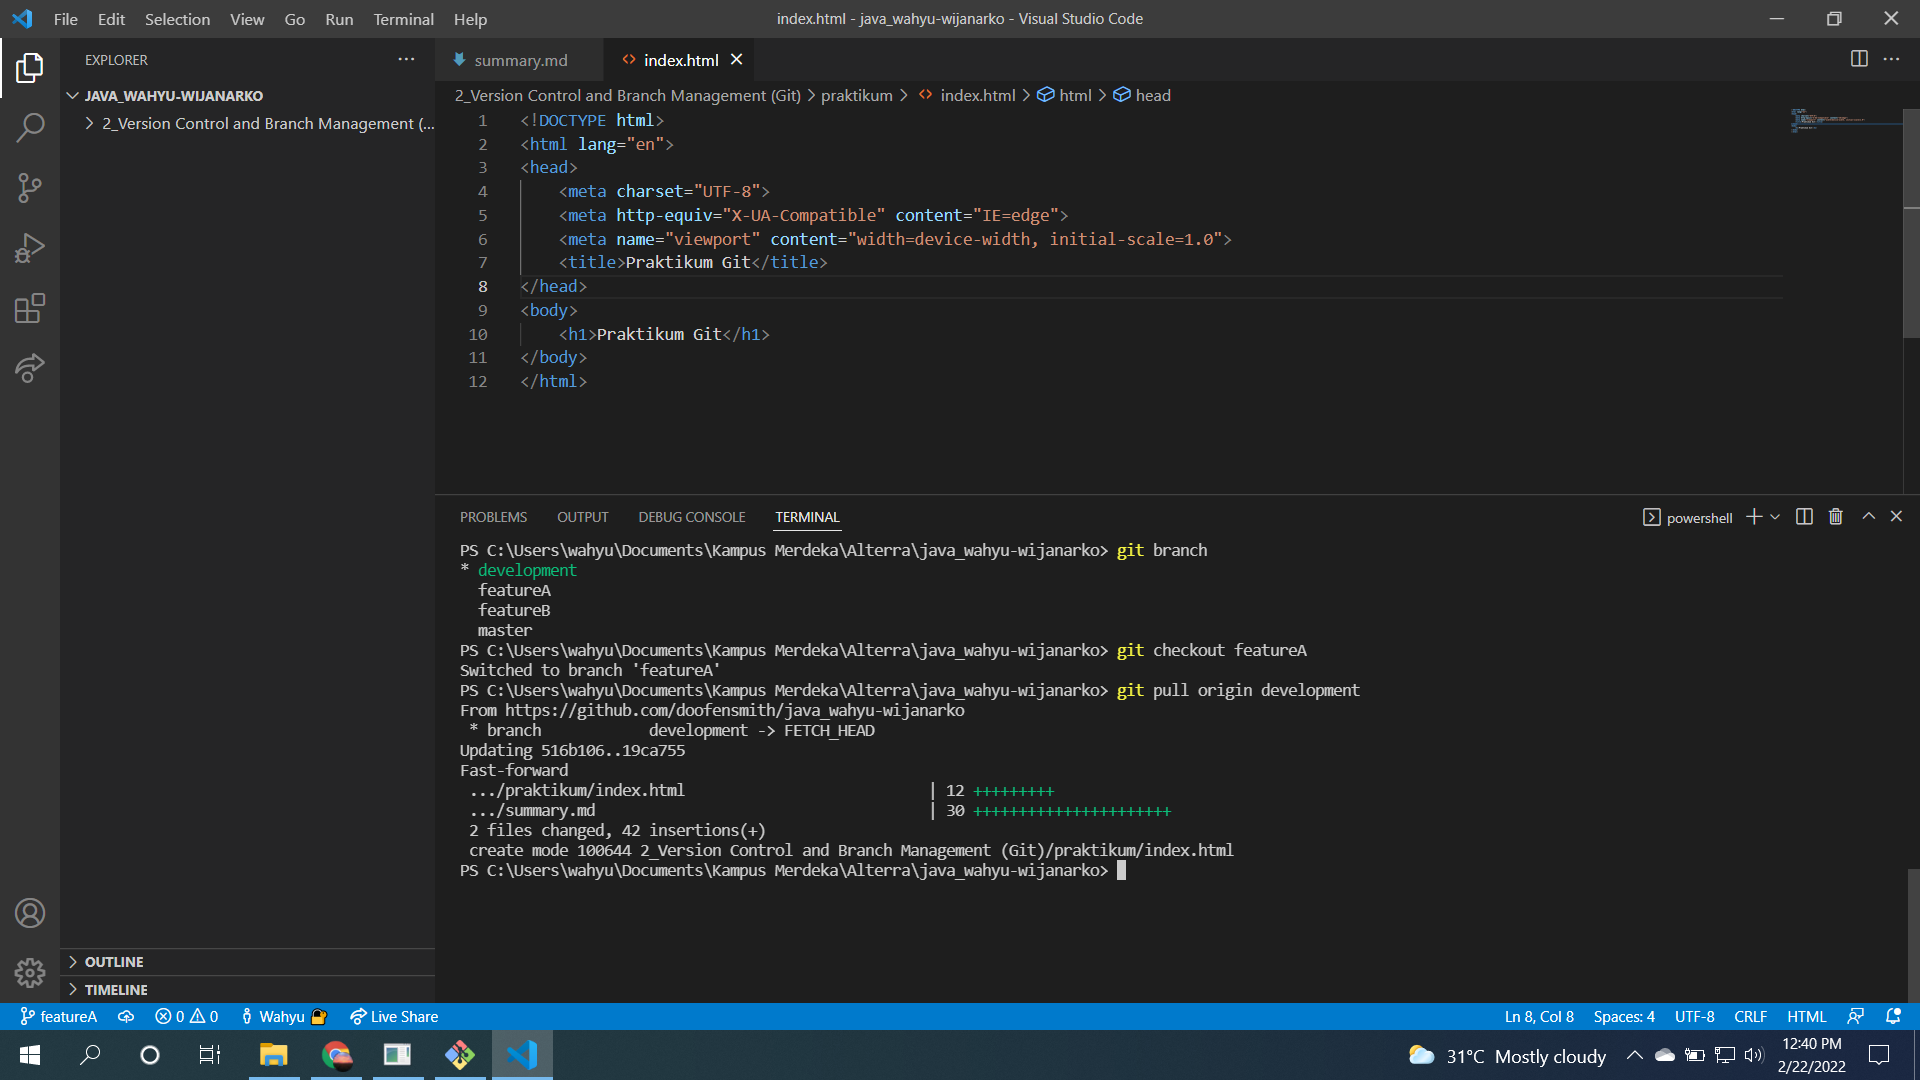 File Edit Selection View Go Run Terminal Help
index.html - java_wahyu-wijanarko - Visual Studio Code
EXPLORER
JAVA_WAHYU-WIJANARKO
2_Version Control and Branch Management (...
summary.md
index.html
2_Version Control and Branch Management (Git) > praktikum > index.html > html > head
1 <!DOCTYPE html>
2 <html lang="en">
3 <head>
4 <meta charset="UTF-8">
5 <meta http-equiv="X-UA-Compatible" content="IE=edge">
6 <meta name="viewport" content="width=device-width, initial-scale=1.0">
7 <title>Praktikum Git</title>
8 </head>
9 <body>
10 <h1>Praktikum Git</h1>
11 </body>
12 </html>
PROBLEMS OUTPUT DEBUG CONSOLE TERMINAL
powershell
PS C:\Users\wahyu\Documents\Kampus Merdeka\Alterra\java_wahyu-wijanarko> git branch
* development
featureA
featureB
master
PS C:\Users\wahyu\Documents\Kampus Merdeka\Alterra\java_wahyu-wijanarko> git checkout featureA
Switched to branch 'featureA'
PS C:\Users\wahyu\Documents\Kampus Merdeka\Alterra\java_wahyu-wijanarko> git pull origin development
From https://github.com/doofensmith/java_wahyu-wijanarko
* branch            development -> FETCH_HEAD
Updating 516b106..19ca755
Fast-forward
.../praktikum/index.html | 12 +++++++++
.../summary.md | 30 ++++++++++++++++++++++
2 files changed, 42 insertions(+)
create mode 100644 2_Version Control and Branch Management (Git)/praktikum/index.html
PS C:\Users\wahyu\Documents\Kampus Merdeka\Alterra\java_wahyu-wijanarko>
OUTLINE
TIMELINE
featureA 0 0 Wahyu Live Share
Ln 8, Col 8 Spaces: 4 UTF-8 CRLF HTML
31°C Mostly cloudy
12:40 PM
2/22/2022